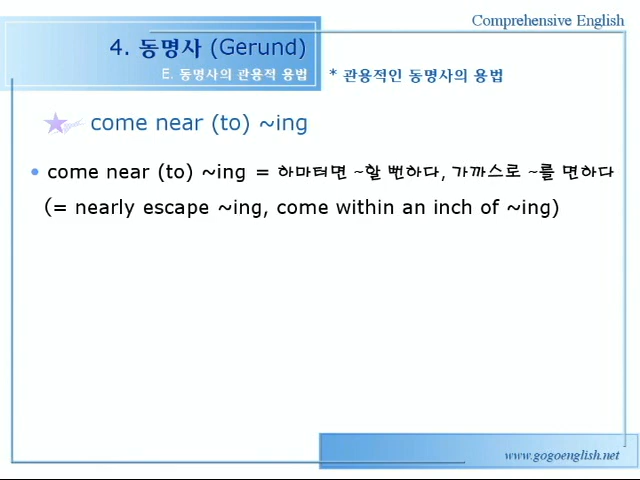 Comprehensive English
4. 동명사 (Gerund)
E. 동명사의 관용적 용법
* 관용적인 동명사의 용법
come near (to) ~ing
• come near (to) ~ing = 하마터면 ~할 뻔하다, 가까스로 ~를 면하다
(= nearly escape ~ing, come within an inch of ~ing)
www.gogoenglish.net